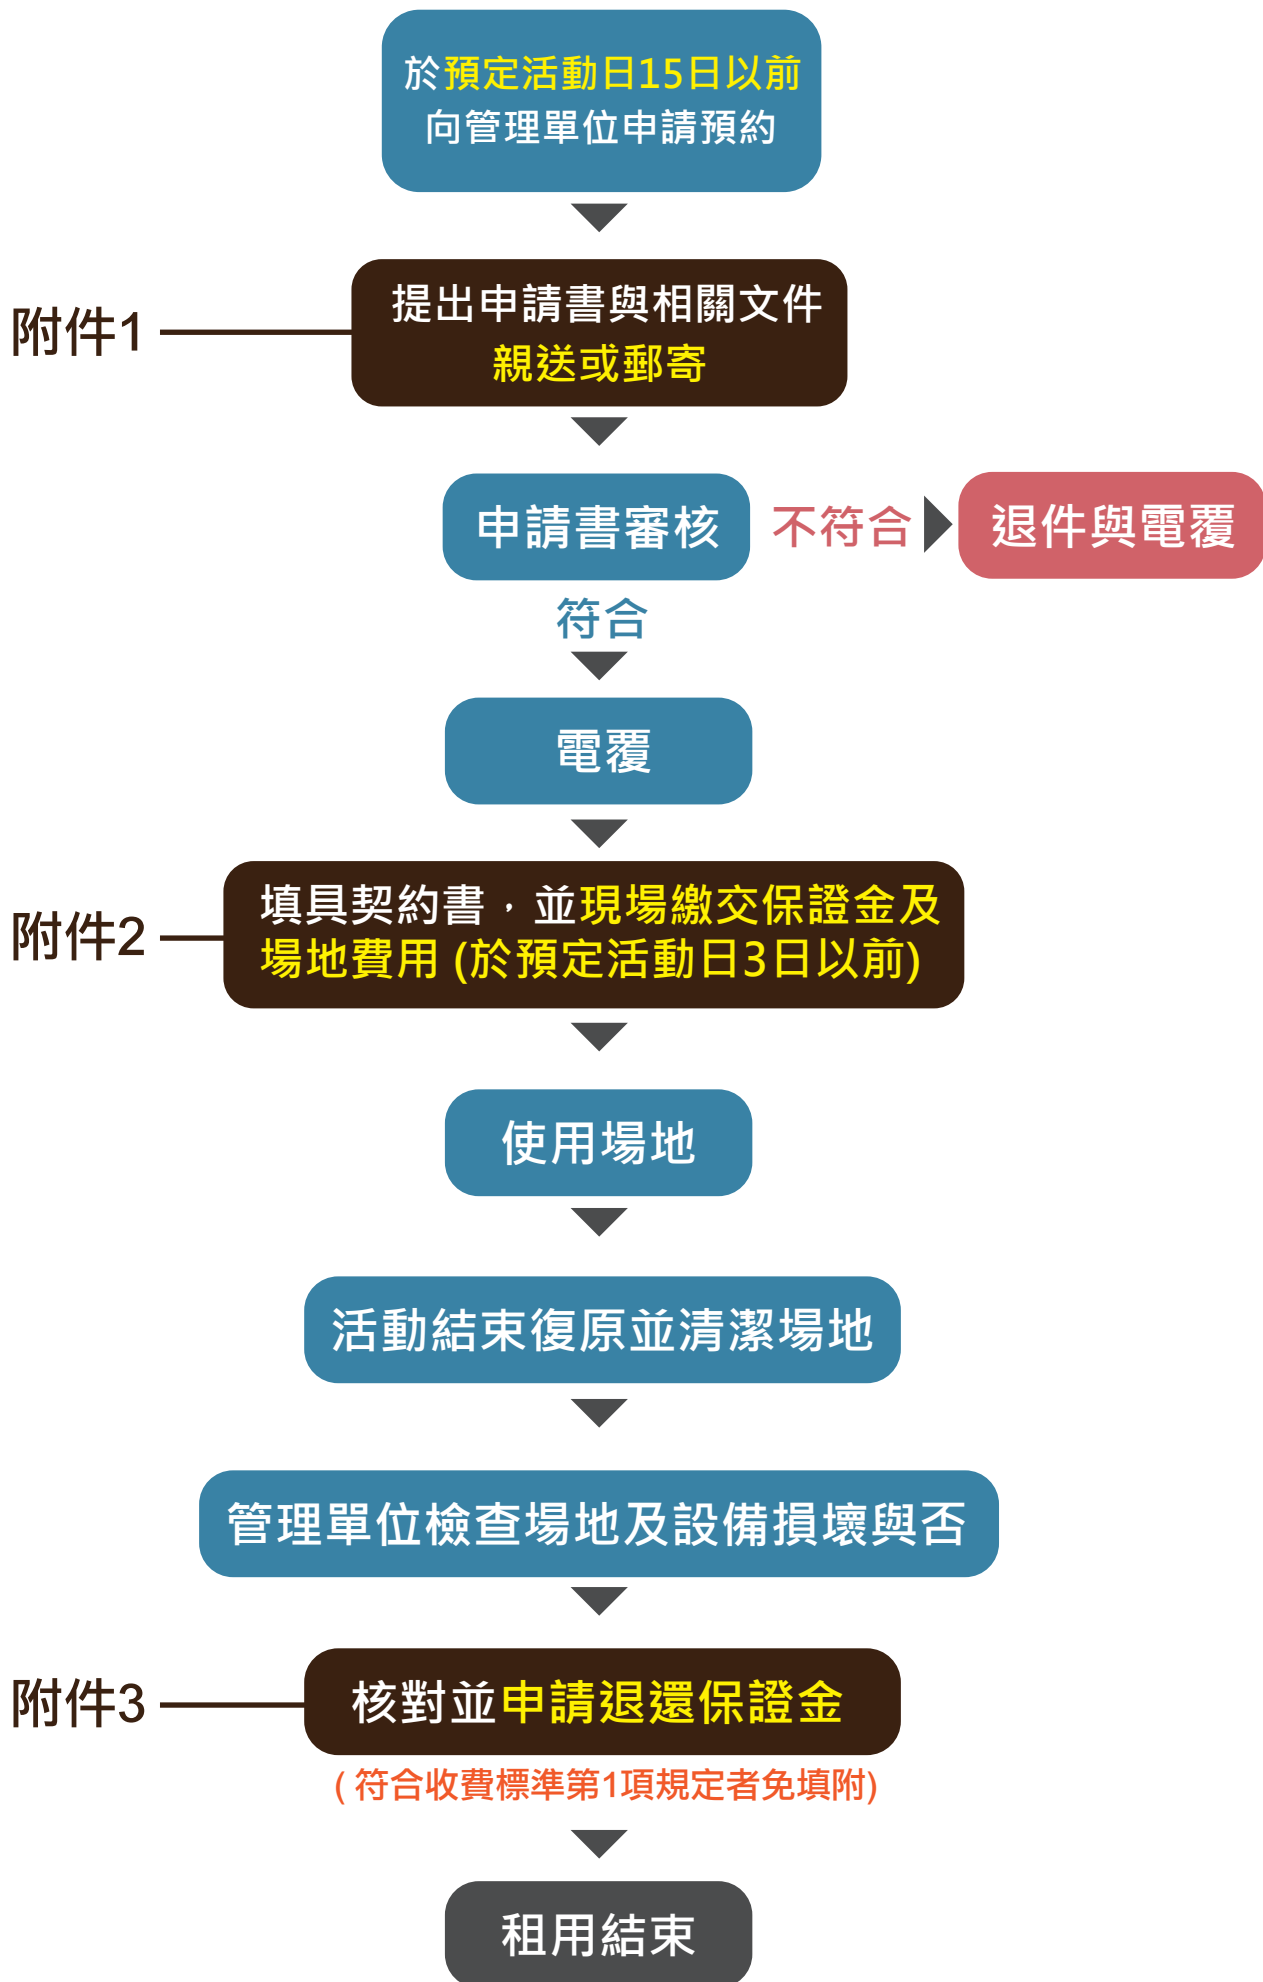 於預定活動日15日以前
向管理單位申請預約
附件1
提出申請書與相關文件
親送或郵寄
申請書審核
不符合
退件與電覆
符合
電覆
附件2
填具契約書，並現場繳交保證金及
場地費用 (於預定活動日3日以前)
使用場地
活動結束復原並清潔場地
管理單位檢查場地及設備損壞與否
附件3
核對並申請退還保證金
( 符合收費標準第1項規定者免填附)
租用結束